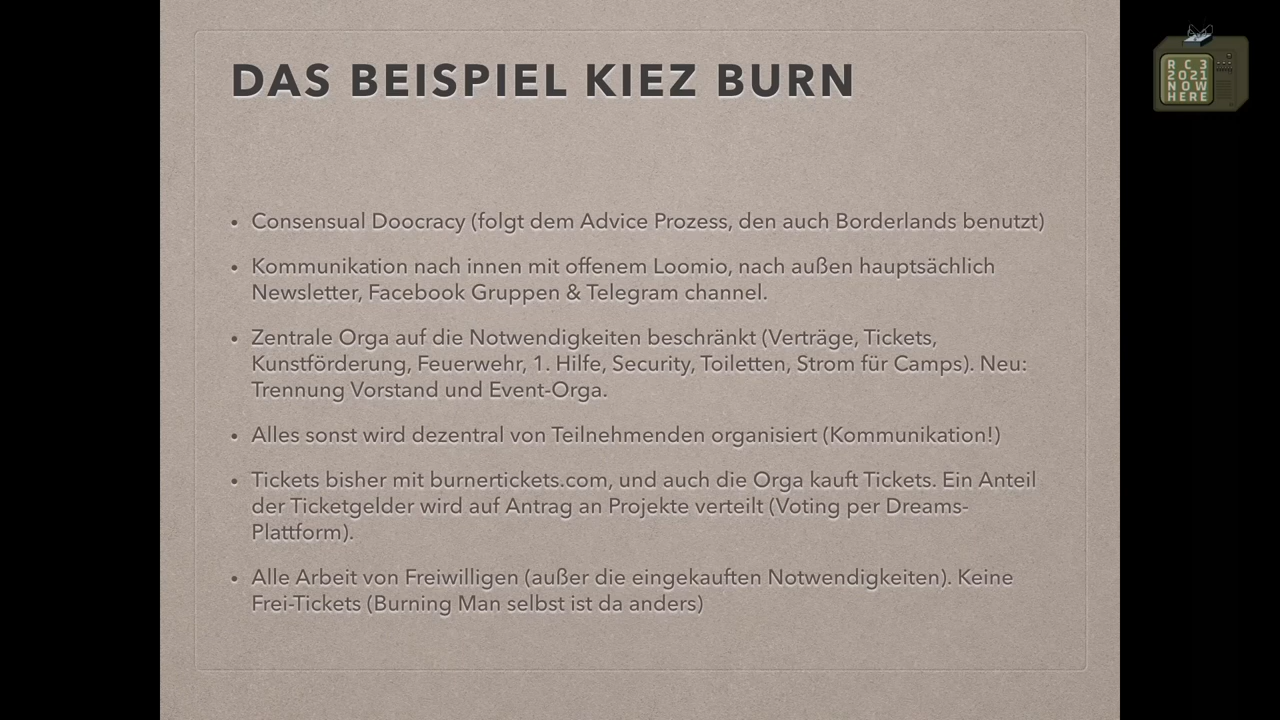 DAS BEISPIEL KIEZ BURN
• Consensual Doocracy (folgt dem Advice Prozess, den auch Borderlands benutzt)
• Kommunikation nach innen mit offenem Loomio, nach außen hauptsächlich
Newsletter, Facebook Gruppen & Telegram channel.
• Zentrale Orga auf die Notwendigkeiten beschränkt (Verträge, Tickets,
Kunstförderung, Feuerwehr, 1. Hilfe, Security, Toiletten, Strom für Camps). Neu:
Trennung Vorstand und Event-Orga.
• Alles sonst wird dezentral von Teilnehmenden organisiert (Kommunikation!)
• Tickets bisher mit burnertickets.com, und auch die Orga kauft Tickets. Ein Anteil
der Ticketgelder wird auf Antrag an Projekte verteilt (Voting per Dreams-
Plattform).
• Alle Arbeit von Freiwilligen (außer die eingekauften Notwendigkeiten). Keine
Frei-Tickets (Burning Man selbst ist da anders)
RC3
2021
NOW
HERE